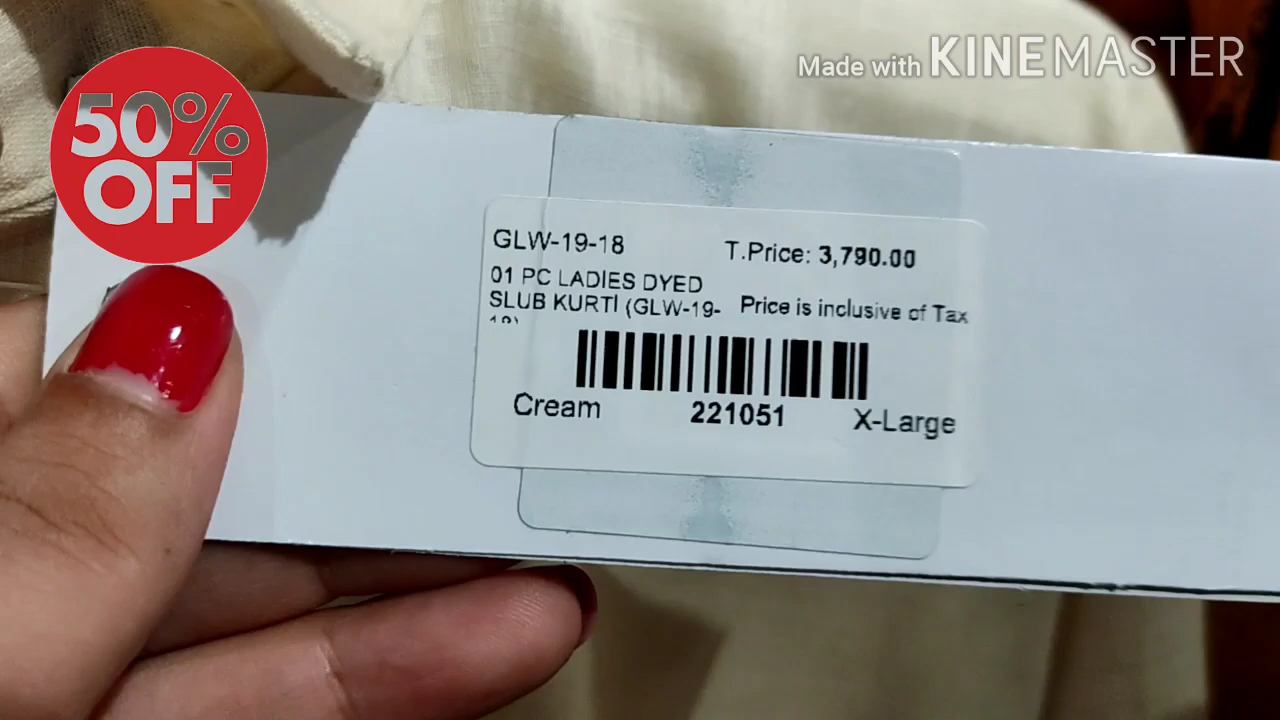 Made with KINEMASTER
50%
OFF
GLW-19-18
T.Price: 3,790.00
01 PC LADIES DYED
SLUB KURTI (GLW-19-
Price is inclusive of Tax
Cream
221051
X-Large